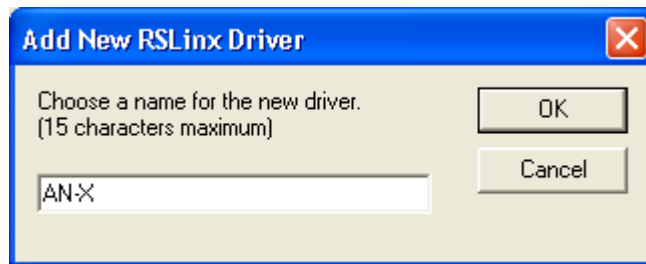 Add New RSLinx Driver
Choose a name for the new driver.
(15 characters maximum)
OK
Cancel
AN-X